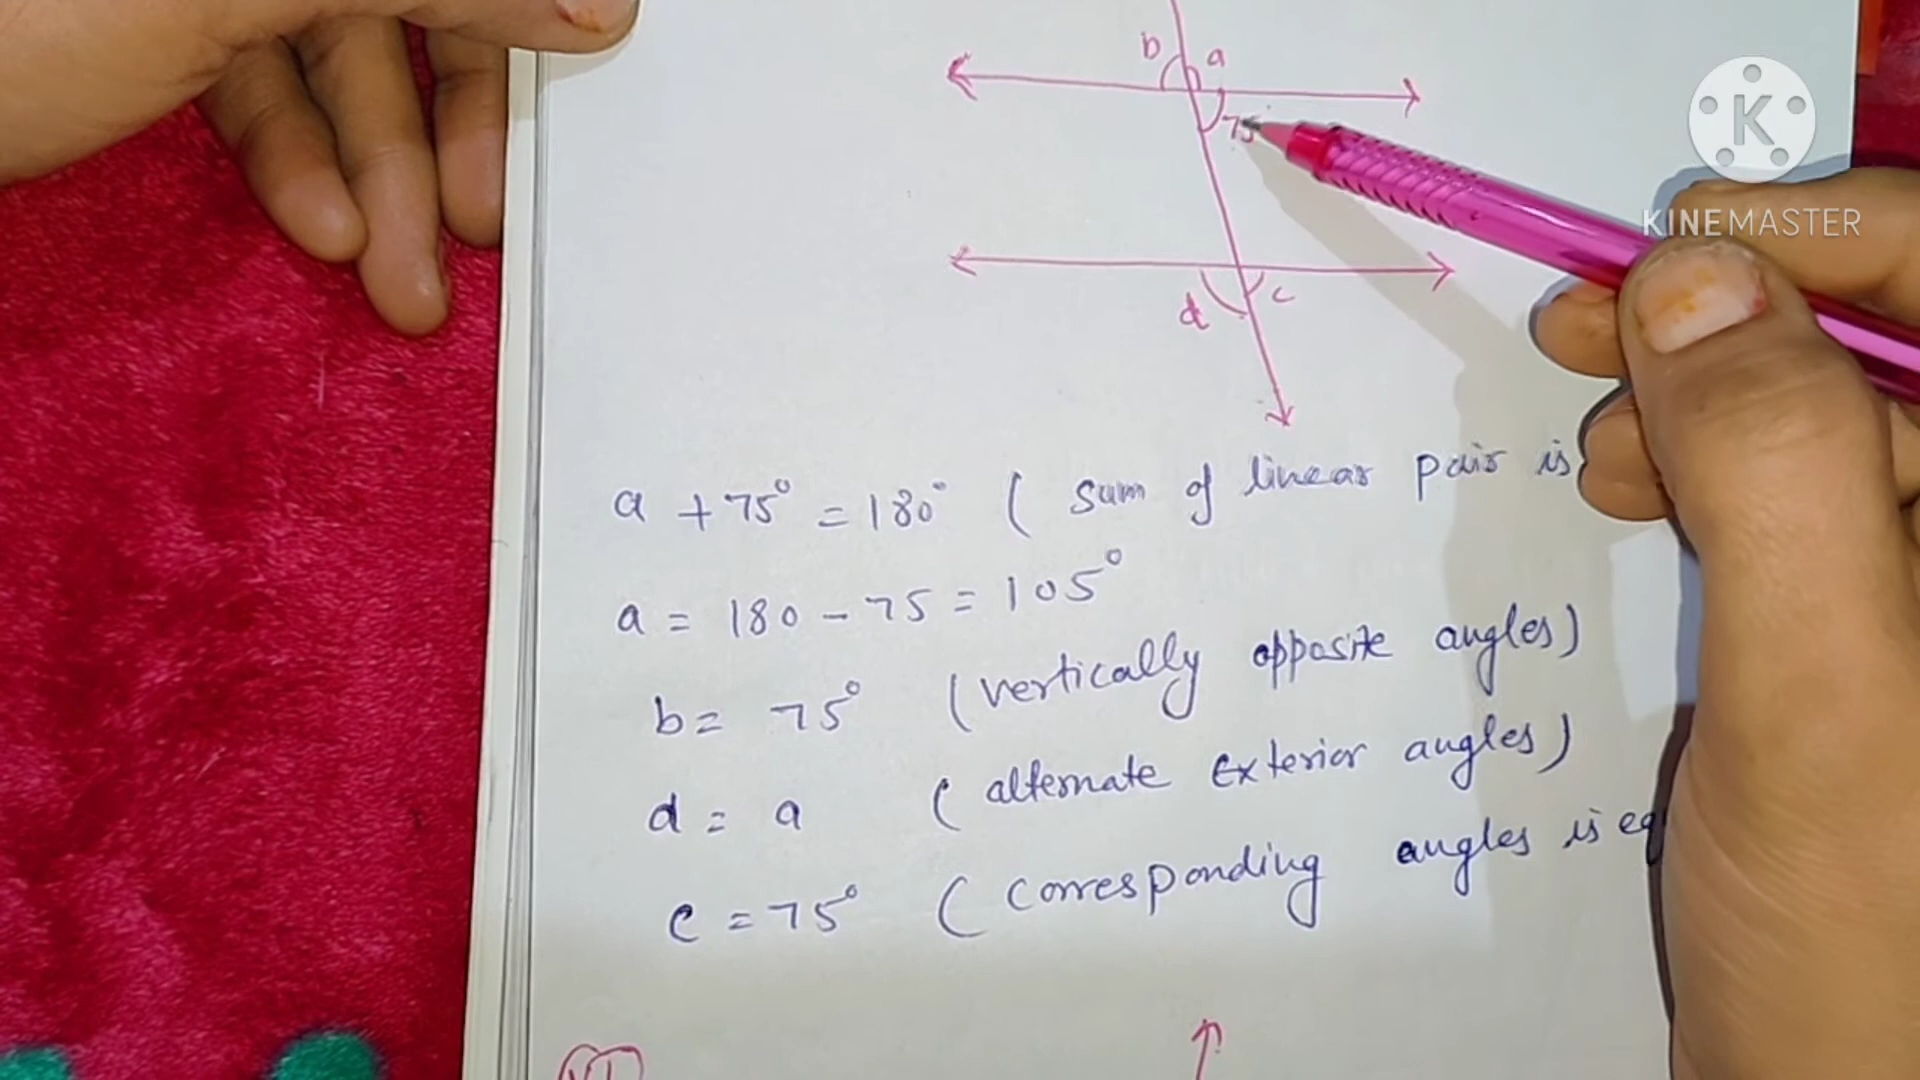 b a
75
d c
K
KINEMASTER
a + 75° = 180° ( Sum of linear pair is
a = 180 - 75 = 105°
b = 75° (vertically opposite angles)
d = a ( alternate exterior angles)
c = 75° ( corresponding angles is eq